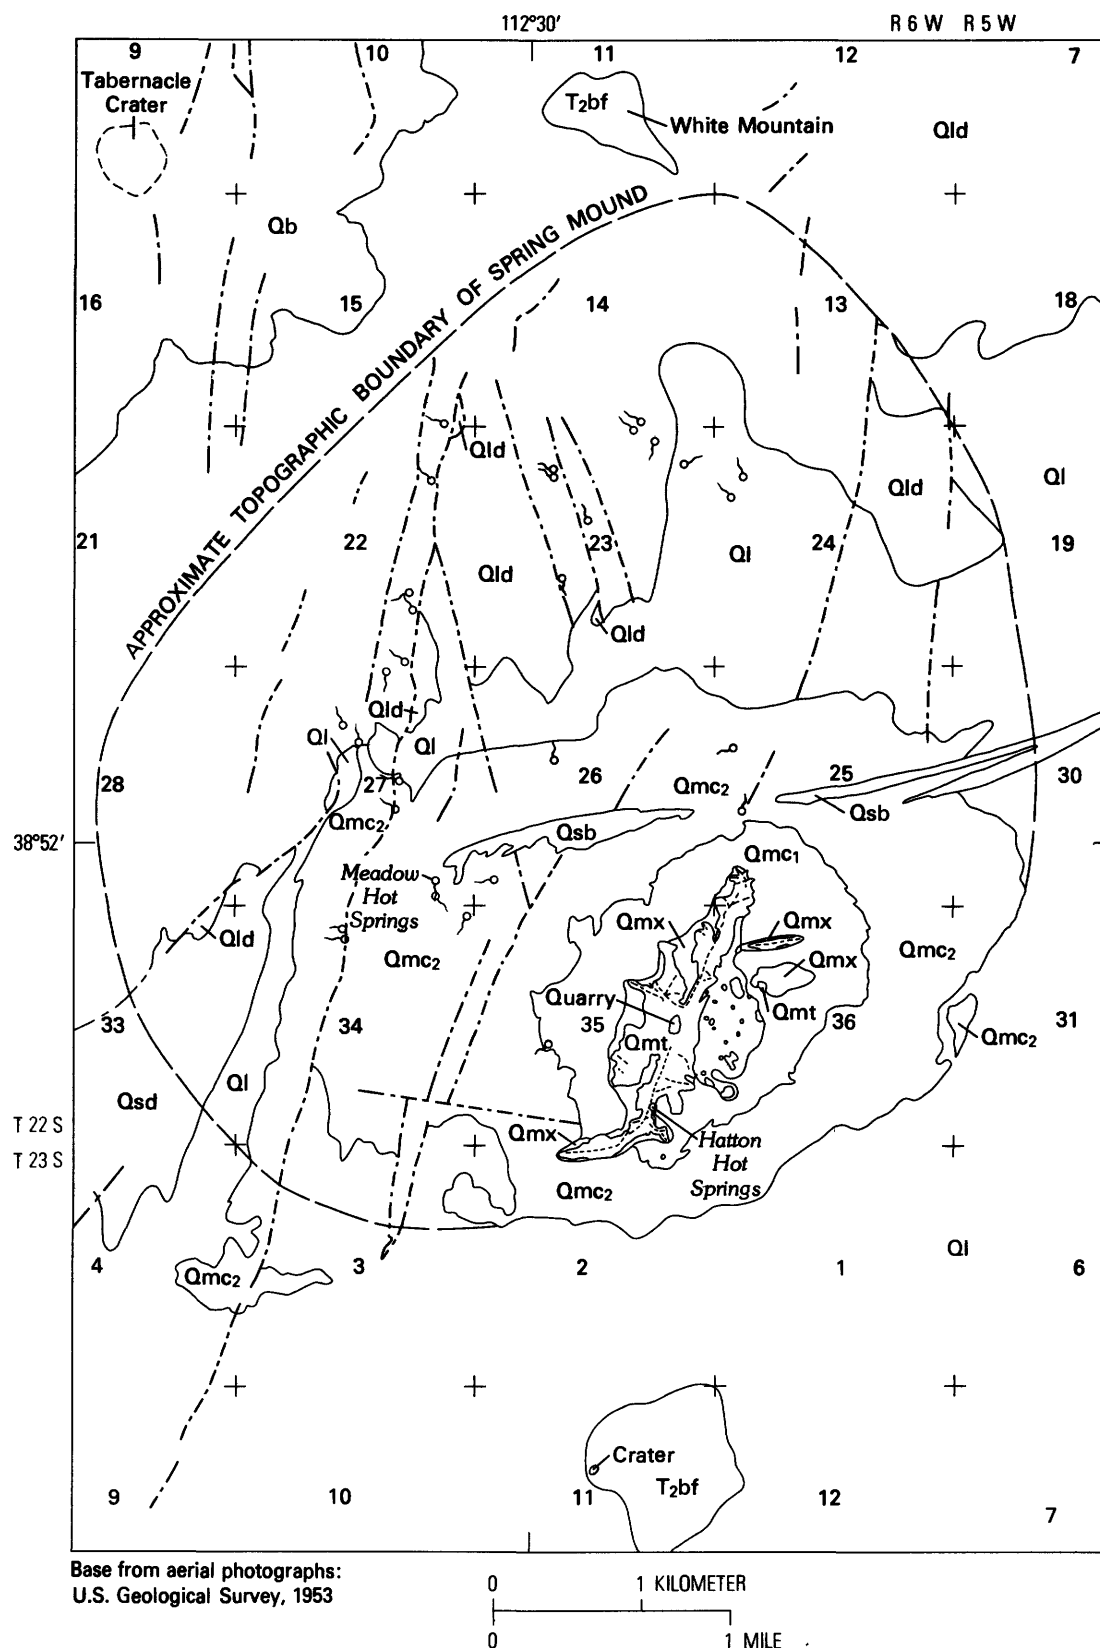 112°30′
R 6 W R 5 W
9
10
11
12
7
Tabernacle
Crater
T₂bf
White Mountain
Qld
Qb
APPROXIMATE TOPOGRAPHIC BOUNDARY OF SPRING MOUND
16
15
14
13
18
Qld
Qld
Ql
21
22
23
24
19
Qld
Ql
Qld
Qld
Ql
Ql
28
27
26
25
30
Qmc₂
Qsb
Qmc₂
Qsb
38°52′
Qmc₁
Meadow
Hot
Springs
Qmx
Qmx
Qld
Qmc₂
Qmc₂
Qmx
Quarry
Qmt
33
34
35
36
31
Qmt
Qmc₂
Ql
Qsd
T 22 S
T 23 S
Qmx
Hatton
Hot
Springs
Qmc₂
Ql
4
3
2
1
6
Qmc₂
Crater
T₂bf
9
10
11
12
7
Base from aerial photographs:
U.S. Geological Survey, 1953
0 1 KILOMETER
0 1 MILE